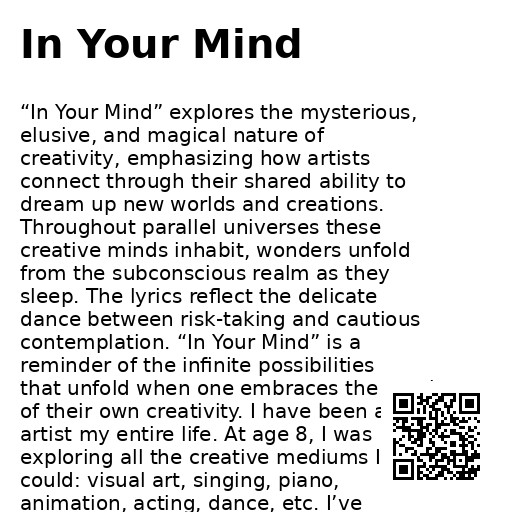 In Your Mind
“In Your Mind” explores the mysterious,
elusive, and magical nature of
creativity, emphasizing how artists
connect through their shared ability to
dream up new worlds and creations.
Throughout parallel universes these
creative minds inhabit, wonders unfold
from the subconscious realm as they
sleep. The lyrics reflect the delicate
dance between risk-taking and cautious
contemplation. “In Your Mind” is a
reminder of the infinite possibilities
that unfold when one embraces the
of their own creativity. I have been a
artist my entire life. At age 8, I was
exploring all the creative mediums I
could: visual art, singing, piano,
animation, acting, dance, etc. I’ve